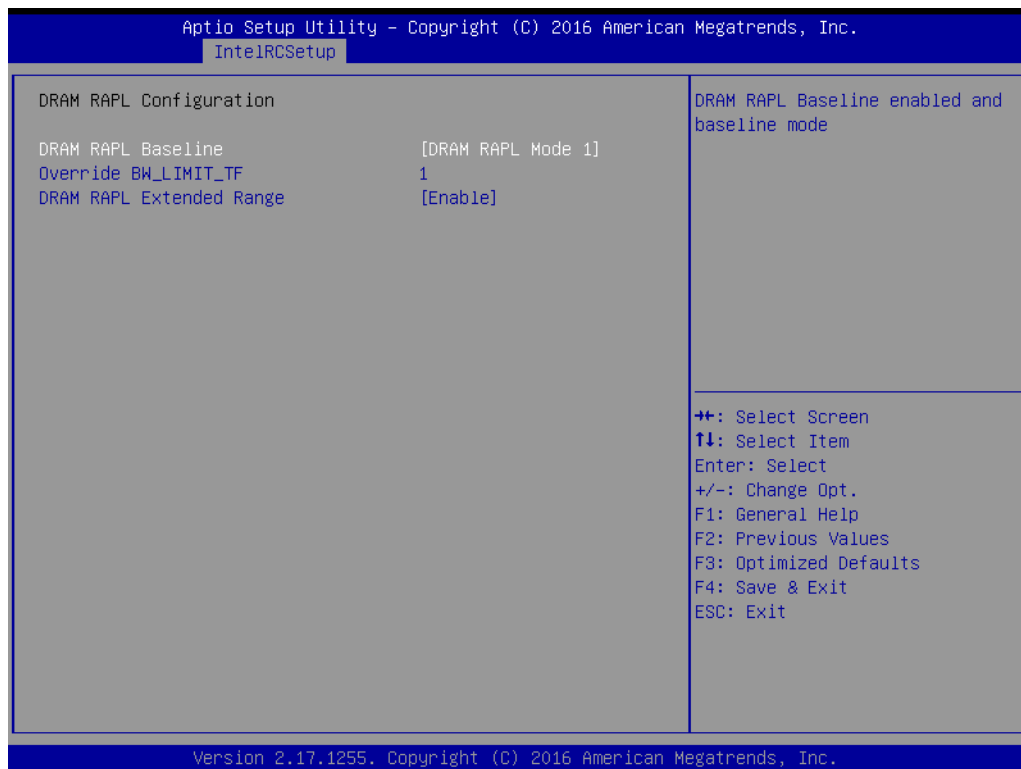 Aptio Setup Utility – Copyright (C) 2016 American Megatrends, Inc.
IntelRCSetup
DRAM RAPL Configuration
DRAM RAPL Baseline [DRAM RAPL Mode 1]
Override BW_LIMIT_TF 1
DRAM RAPL Extended Range [Enable]
DRAM RAPL Baseline enabled and
baseline mode
→←: Select Screen
↑↓: Select Item
Enter: Select
+/-: Change Opt.
F1: General Help
F2: Previous Values
F3: Optimized Defaults
F4: Save & Exit
ESC: Exit
Version 2.17.1255. Copyright (C) 2016 American Megatrends, Inc.